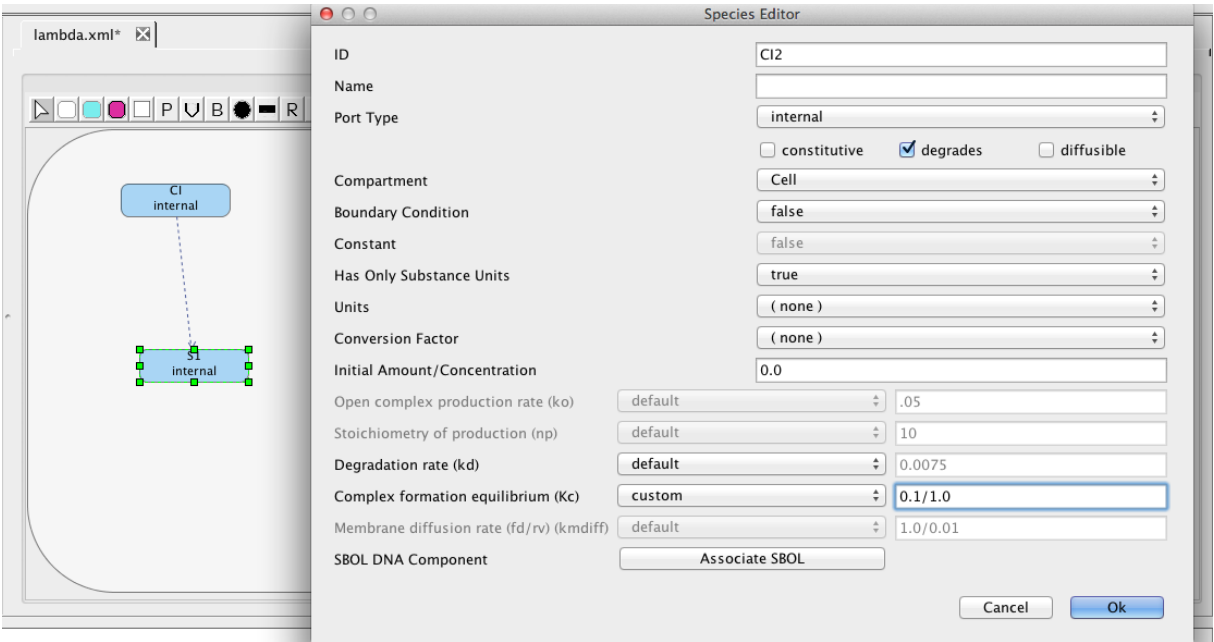 Species Editor
lambda.xml*
ID CI2
Name
Port Type internal
P B R
constitutive degrades diffusible
Compartment Cell
CI
internal
Boundary Condition false
Constant false
Has Only Substance Units true
Units ( none )
Conversion Factor ( none )
S1
internal
Initial Amount/Concentration 0.0
Open complex production rate (ko) default .05
Stoichiometry of production (np) default 10
Degradation rate (kd) default 0.0075
Complex formation equilibrium (Kc) custom 0.1/1.0
Membrane diffusion rate (fd/rv) (kmdiff) default 1.0/0.01
SBOL DNA Component Associate SBOL
Cancel Ok